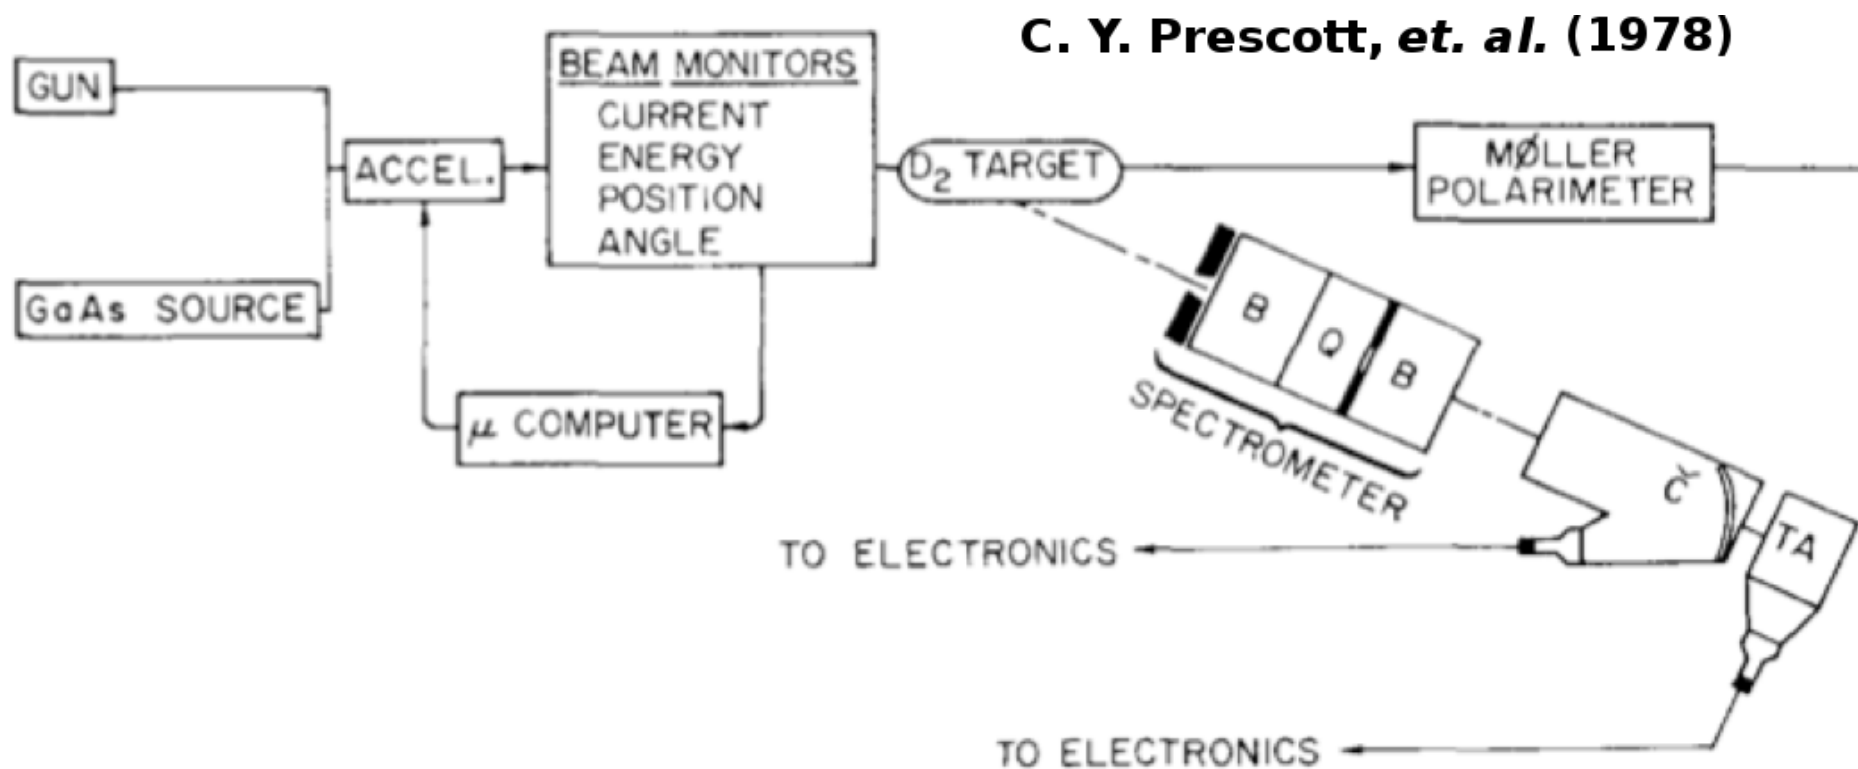 C. Y. Prescott, et. al. (1978)
GUN
GaAs SOURCE
ACCEL.
BEAM MONITORS
CURRENT
ENERGY
POSITION
ANGLE
μ COMPUTER
D₂ TARGET
MØLLER
POLARIMETER
B
Q
B
SPECTROMETER
Č
TA
TO ELECTRONICS
TO ELECTRONICS